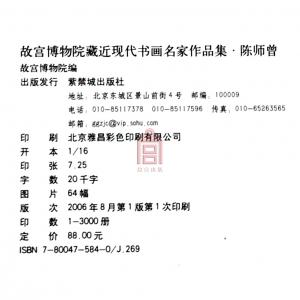 故宫博物院藏近现代书画名家作品集·陈师曾
故宫博物院编
出版发行 紫禁城出版社
地址：北京东城区景山前街4号 邮编：100009
电话：010-85117378 010-85117596 传真：010-65263565
邮箱：ggzjc@vip.sohu.com
印刷 北京雅昌彩色印刷有限公司
开本 1/16
印张 7.25
字数 20千字
图片 64幅
版次 2006年8月第1版第1次印刷
印数 1-3000册
定价 88.00元
ISBN 7-80047-584-0/J.269